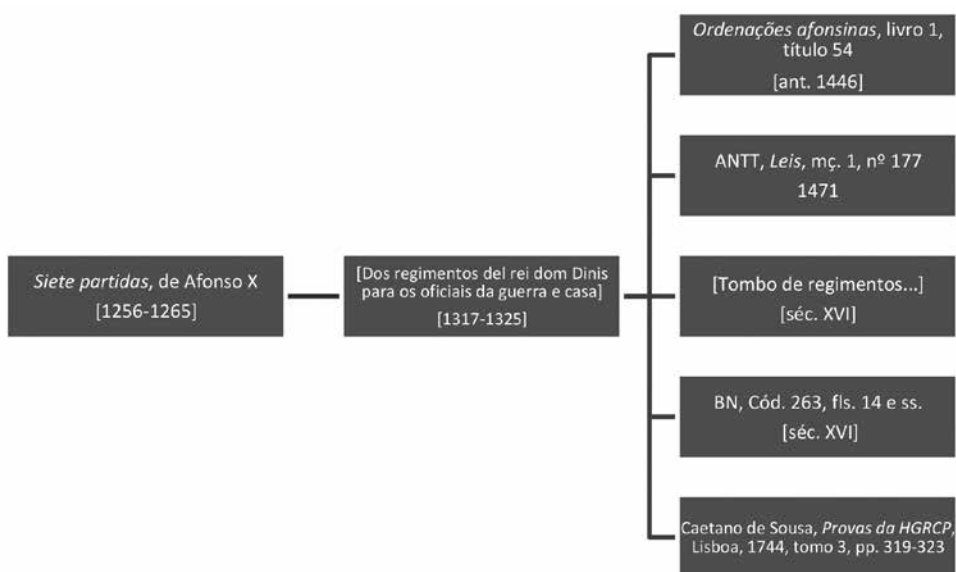 Siete partidas, de Afonso X
[1256-1265]
[Dos regimentos del rei dom Dinis
para os oficiais da guerra e casa]
[1317-1325]
Ordenações afonsinas, livro 1,
título 54
[ant. 1446]
ANTT, Leis, mç. 1, nº 177
1471
[Tombo de regimentos...]
[séc. XVI]
BN, Cód. 263, fls. 14 e ss.
[séc. XVI]
Caetano de Sousa, Provas da HGRCP,
Lisboa, 1744, tomo 3, pp. 319-323